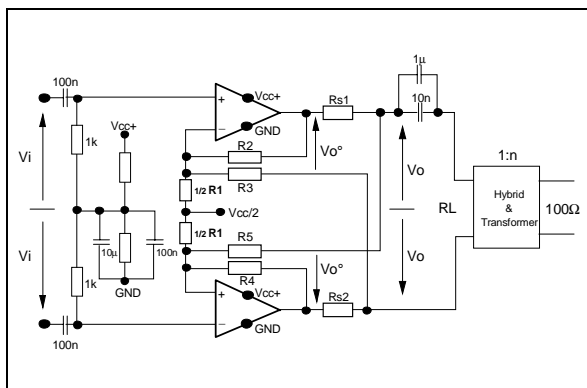 1µ
100n
Vcc+
Rs1
10n
+
Vcc+
GND
−
1:n
R2
Vo°
Vi
1k
R3
Vo
½ R1
Hybrid
&
Transformer
Vcc/2
RL
100Ω
½ R1
R5
Vi
10µ
100n
Vo
R4
Vo°
1k
GND
+
Vcc+
Rs2
−
GND
100n